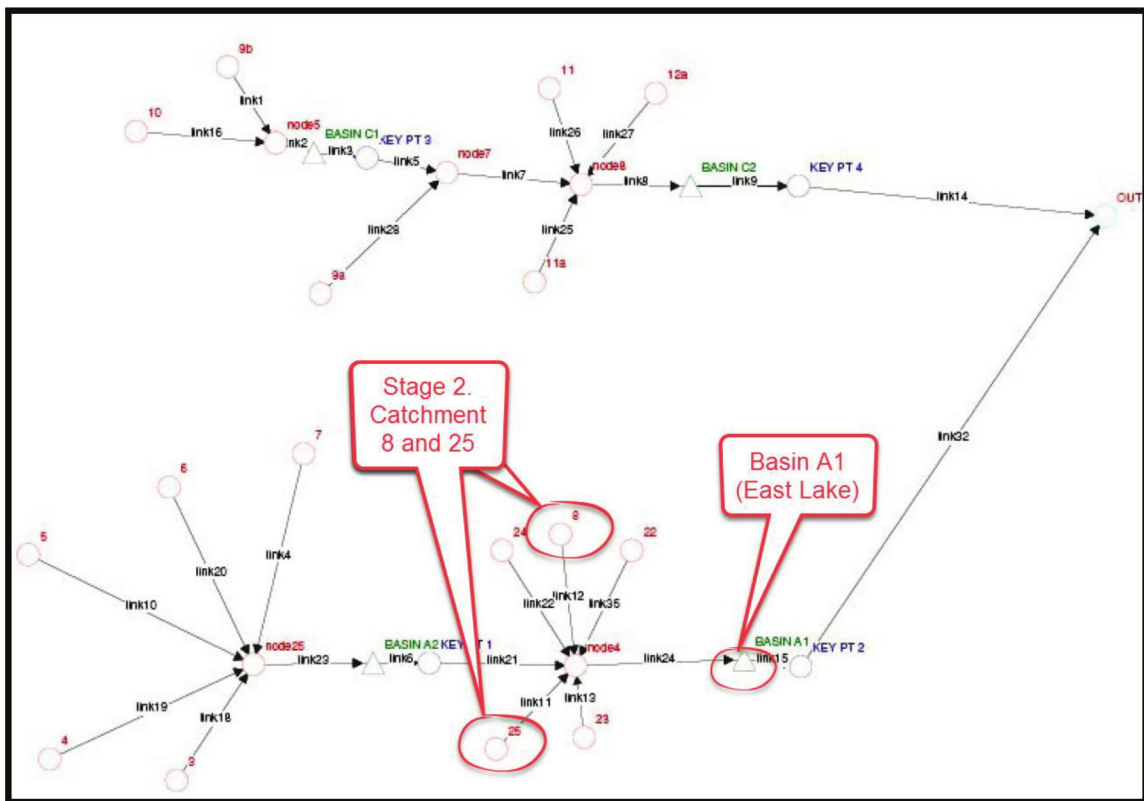 9b
11
12a
link1
10
link16
node5
link2
BASIN C1
link3
KEY PT 3
link5
node7
link26
link27
node8
link7
link8
BASIN C2
link9
KEY PT 4
link14
OUT
link28
link25
9a
11a
Stage 2.
Catchment
8 and 25
Basin A1
(East Lake)
link32
7
6
5
24
8
22
link20
link4
link10
link22
link12
link35
node25
link23
BASIN A2
link6
KEY PT 1
link21
node4
link24
BASIN A1
link15
KEY PT 2
link19
link18
link11
link13
4
3
25
23